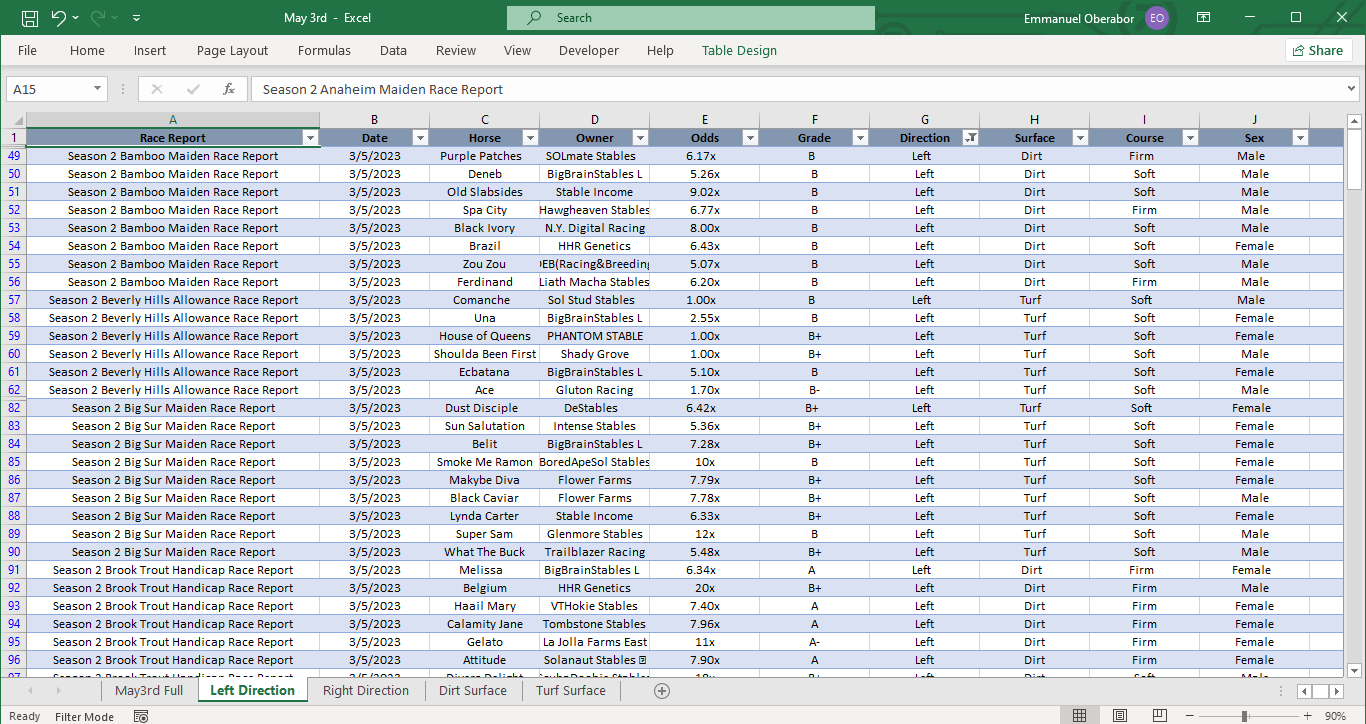 May 3rd - Excel
Search
Emmanuel Oberabor EO
File Home Insert Page Layout Formulas Data Review View Developer Help Table Design Share
A15 fx Season 2 Anaheim Maiden Race Report
A B C D E F G H I J
1 Race Report Date Horse Owner Odds Grade Direction Surface Course Sex
49 Season 2 Bamboo Maiden Race Report 3/5/2023 Purple Patches SOLmate Stables 6.17x B Left Dirt Firm Male
50 Season 2 Bamboo Maiden Race Report 3/5/2023 Deneb BigBrainStables L 5.26x B Left Dirt Soft Male
51 Season 2 Bamboo Maiden Race Report 3/5/2023 Old Slabsides Stable Income 9.02x B Left Dirt Soft Male
52 Season 2 Bamboo Maiden Race Report 3/5/2023 Spa City Hawgheaven Stables 6.77x B Left Dirt Firm Male
53 Season 2 Bamboo Maiden Race Report 3/5/2023 Black Ivory N.Y. Digital Racing 8.00x B Left Dirt Soft Male
54 Season 2 Bamboo Maiden Race Report 3/5/2023 Brazil HHR Genetics 6.43x B Left Dirt Soft Female
55 Season 2 Bamboo Maiden Race Report 3/5/2023 Zou Zou EB(Racing&Breeding 5.07x B Left Dirt Soft Male
56 Season 2 Bamboo Maiden Race Report 3/5/2023 Ferdinand Liath Macha Stables 6.20x B Left Dirt Firm Male
57 Season 2 Beverly Hills Allowance Race Report 3/5/2023 Comanche Sol Stud Stables 1.00x B Left Turf Soft Male
58 Season 2 Beverly Hills Allowance Race Report 3/5/2023 Una BigBrainStables L 2.55x B Left Turf Soft Female
59 Season 2 Beverly Hills Allowance Race Report 3/5/2023 House of Queens PHANTOM STABLE 1.00x B+ Left Turf Soft Female
60 Season 2 Beverly Hills Allowance Race Report 3/5/2023 Shoulda Been First Shady Grove 1.00x B+ Left Turf Soft Male
61 Season 2 Beverly Hills Allowance Race Report 3/5/2023 Ecbatana BigBrainStables L 5.10x B Left Turf Soft Female
62 Season 2 Beverly Hills Allowance Race Report 3/5/2023 Ace Gluton Racing 1.70x B- Left Turf Soft Male
82 Season 2 Big Sur Maiden Race Report 3/5/2023 Dust Disciple DeStables 6.42x B+ Left Turf Soft Female
83 Season 2 Big Sur Maiden Race Report 3/5/2023 Sun Salutation Intense Stables 5.36x B+ Left Turf Soft Female
84 Season 2 Big Sur Maiden Race Report 3/5/2023 Belit BigBrainStables L 7.28x B+ Left Turf Soft Female
85 Season 2 Big Sur Maiden Race Report 3/5/2023 Smoke Me Ramon BoredApeSol Stables 10x B Left Turf Soft Female
86 Season 2 Big Sur Maiden Race Report 3/5/2023 Makybe Diva Flower Farms 7.79x B+ Left Turf Soft Female
87 Season 2 Big Sur Maiden Race Report 3/5/2023 Black Caviar Flower Farms 7.78x B+ Left Turf Soft Male
88 Season 2 Big Sur Maiden Race Report 3/5/2023 Lynda Carter Stable Income 6.33x B+ Left Turf Soft Female
89 Season 2 Big Sur Maiden Race Report 3/5/2023 Super Sam Glenmore Stables 12x B Left Turf Soft Male
90 Season 2 Big Sur Maiden Race Report 3/5/2023 What The Buck Trailblazer Racing 5.48x B+ Left Turf Soft Male
91 Season 2 Brook Trout Handicap Race Report 3/5/2023 Melissa BigBrainStables L 6.34x A Left Dirt Firm Female
92 Season 2 Brook Trout Handicap Race Report 3/5/2023 Belgium HHR Genetics 20x B+ Left Dirt Firm Male
93 Season 2 Brook Trout Handicap Race Report 3/5/2023 Haail Mary VTHokie Stables 7.40x A Left Dirt Firm Female
94 Season 2 Brook Trout Handicap Race Report 3/5/2023 Calamity Jane Tombstone Stables 7.96x A Left Dirt Firm Female
95 Season 2 Brook Trout Handicap Race Report 3/5/2023 Gelato La Jolla Farms East 11x A- Left Dirt Firm Female
96 Season 2 Brook Trout Handicap Race Report 3/5/2023 Attitude Solanaut Stables 7.90x A Left Dirt Firm Female
May3rd Full Left Direction Right Direction Dirt Surface Turf Surface
Ready Filter Mode 90%